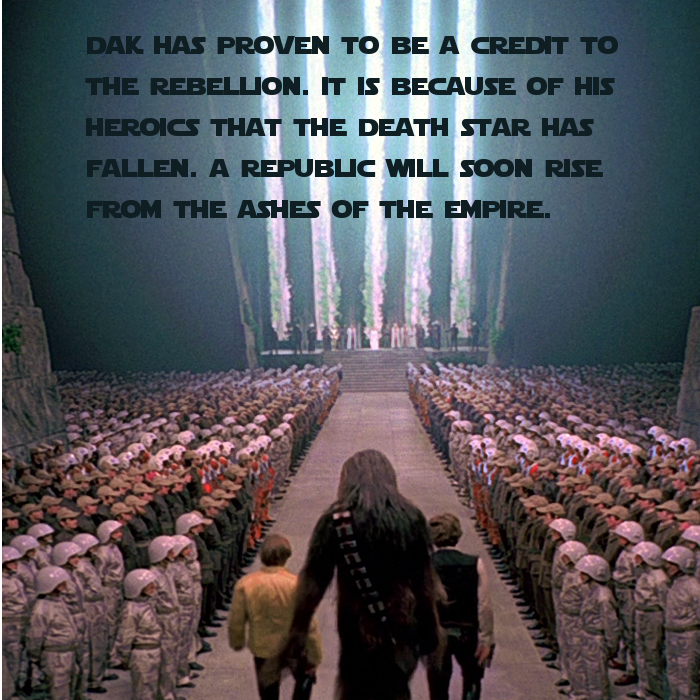 DAK HAS PROVEN TO BE A CREDIT TO
THE REBELLION. IT IS BECAUSE OF HIS
HEROICS THAT THE DEATH STAR HAS
FALLEN. A REPUBLIC WILL SOON RISE
FROM THE ASHES OF THE EMPIRE.